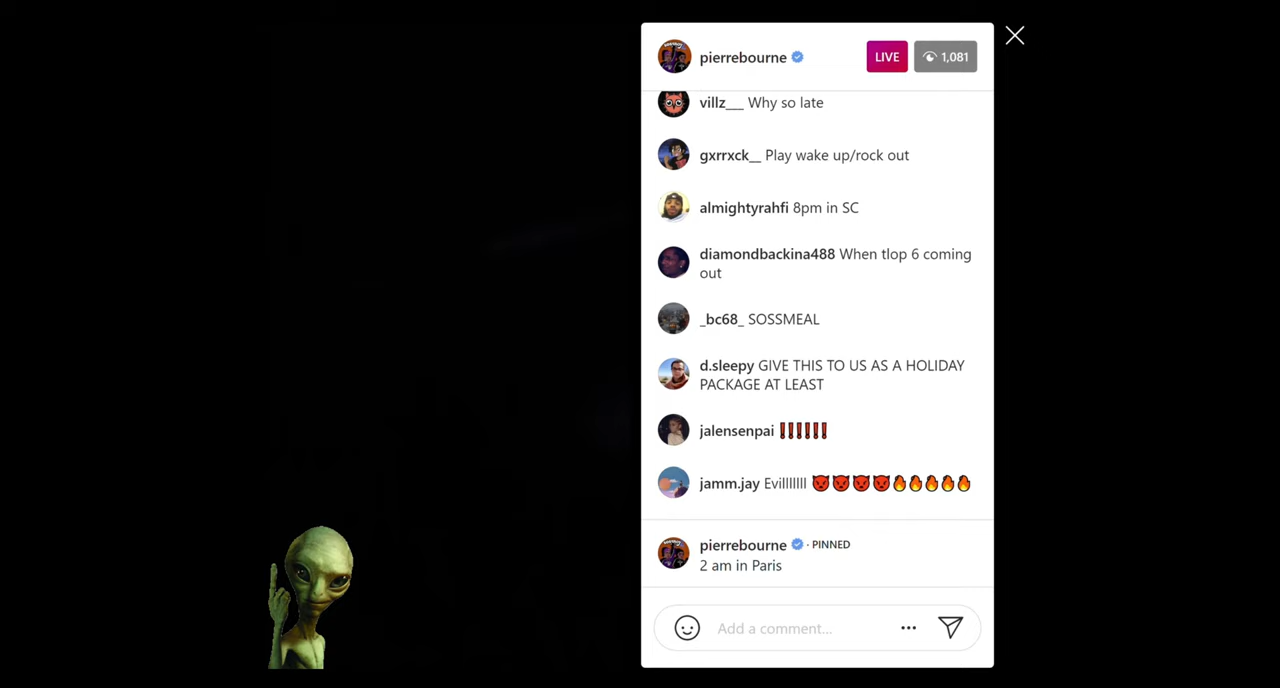 pierrebourne
LIVE
1,081
villz___ Why so late
gxrrxck__ Play wake up/rock out
almightyrahfi 8pm in SC
diamondbackina488 When tlop 6 coming
out
_bc68_ SOSSMEAL
d.sleepy GIVE THIS TO US AS A HOLIDAY
PACKAGE AT LEAST
jalensenpai ❗❗❗❗❗❗
jamm.jay Evilllllll 😈😈😈😈🔥🔥🔥🔥🔥
pierrebourne · PINNED
2 am in Paris
Add a comment...